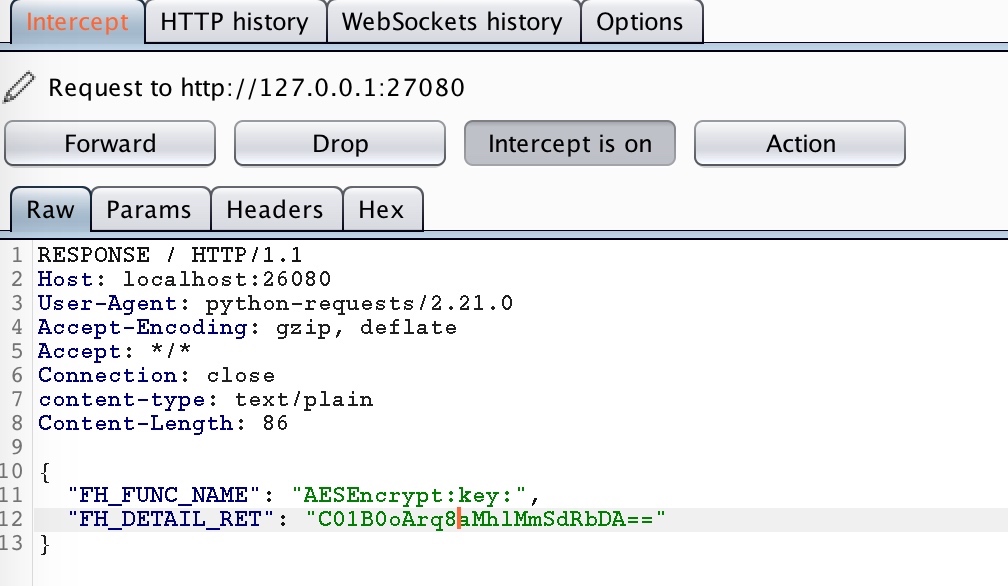 Intercept HTTP history WebSockets history Options
Request to http://127.0.0.1:27080
Forward Drop Intercept is on Action
Raw Params Headers Hex
1 RESPONSE / HTTP/1.1
2 Host: localhost:26080
3 User-Agent: python-requests/2.21.0
4 Accept-Encoding: gzip, deflate
5 Accept: */*
6 Connection: close
7 content-type: text/plain
8 Content-Length: 86
9
10 {
11 "FH_FUNC_NAME": "AESEncrypt:key:",
12 "FH_DETAIL_RET": "C01B0oArq8aMhlMmSdRbDA=="
13 }